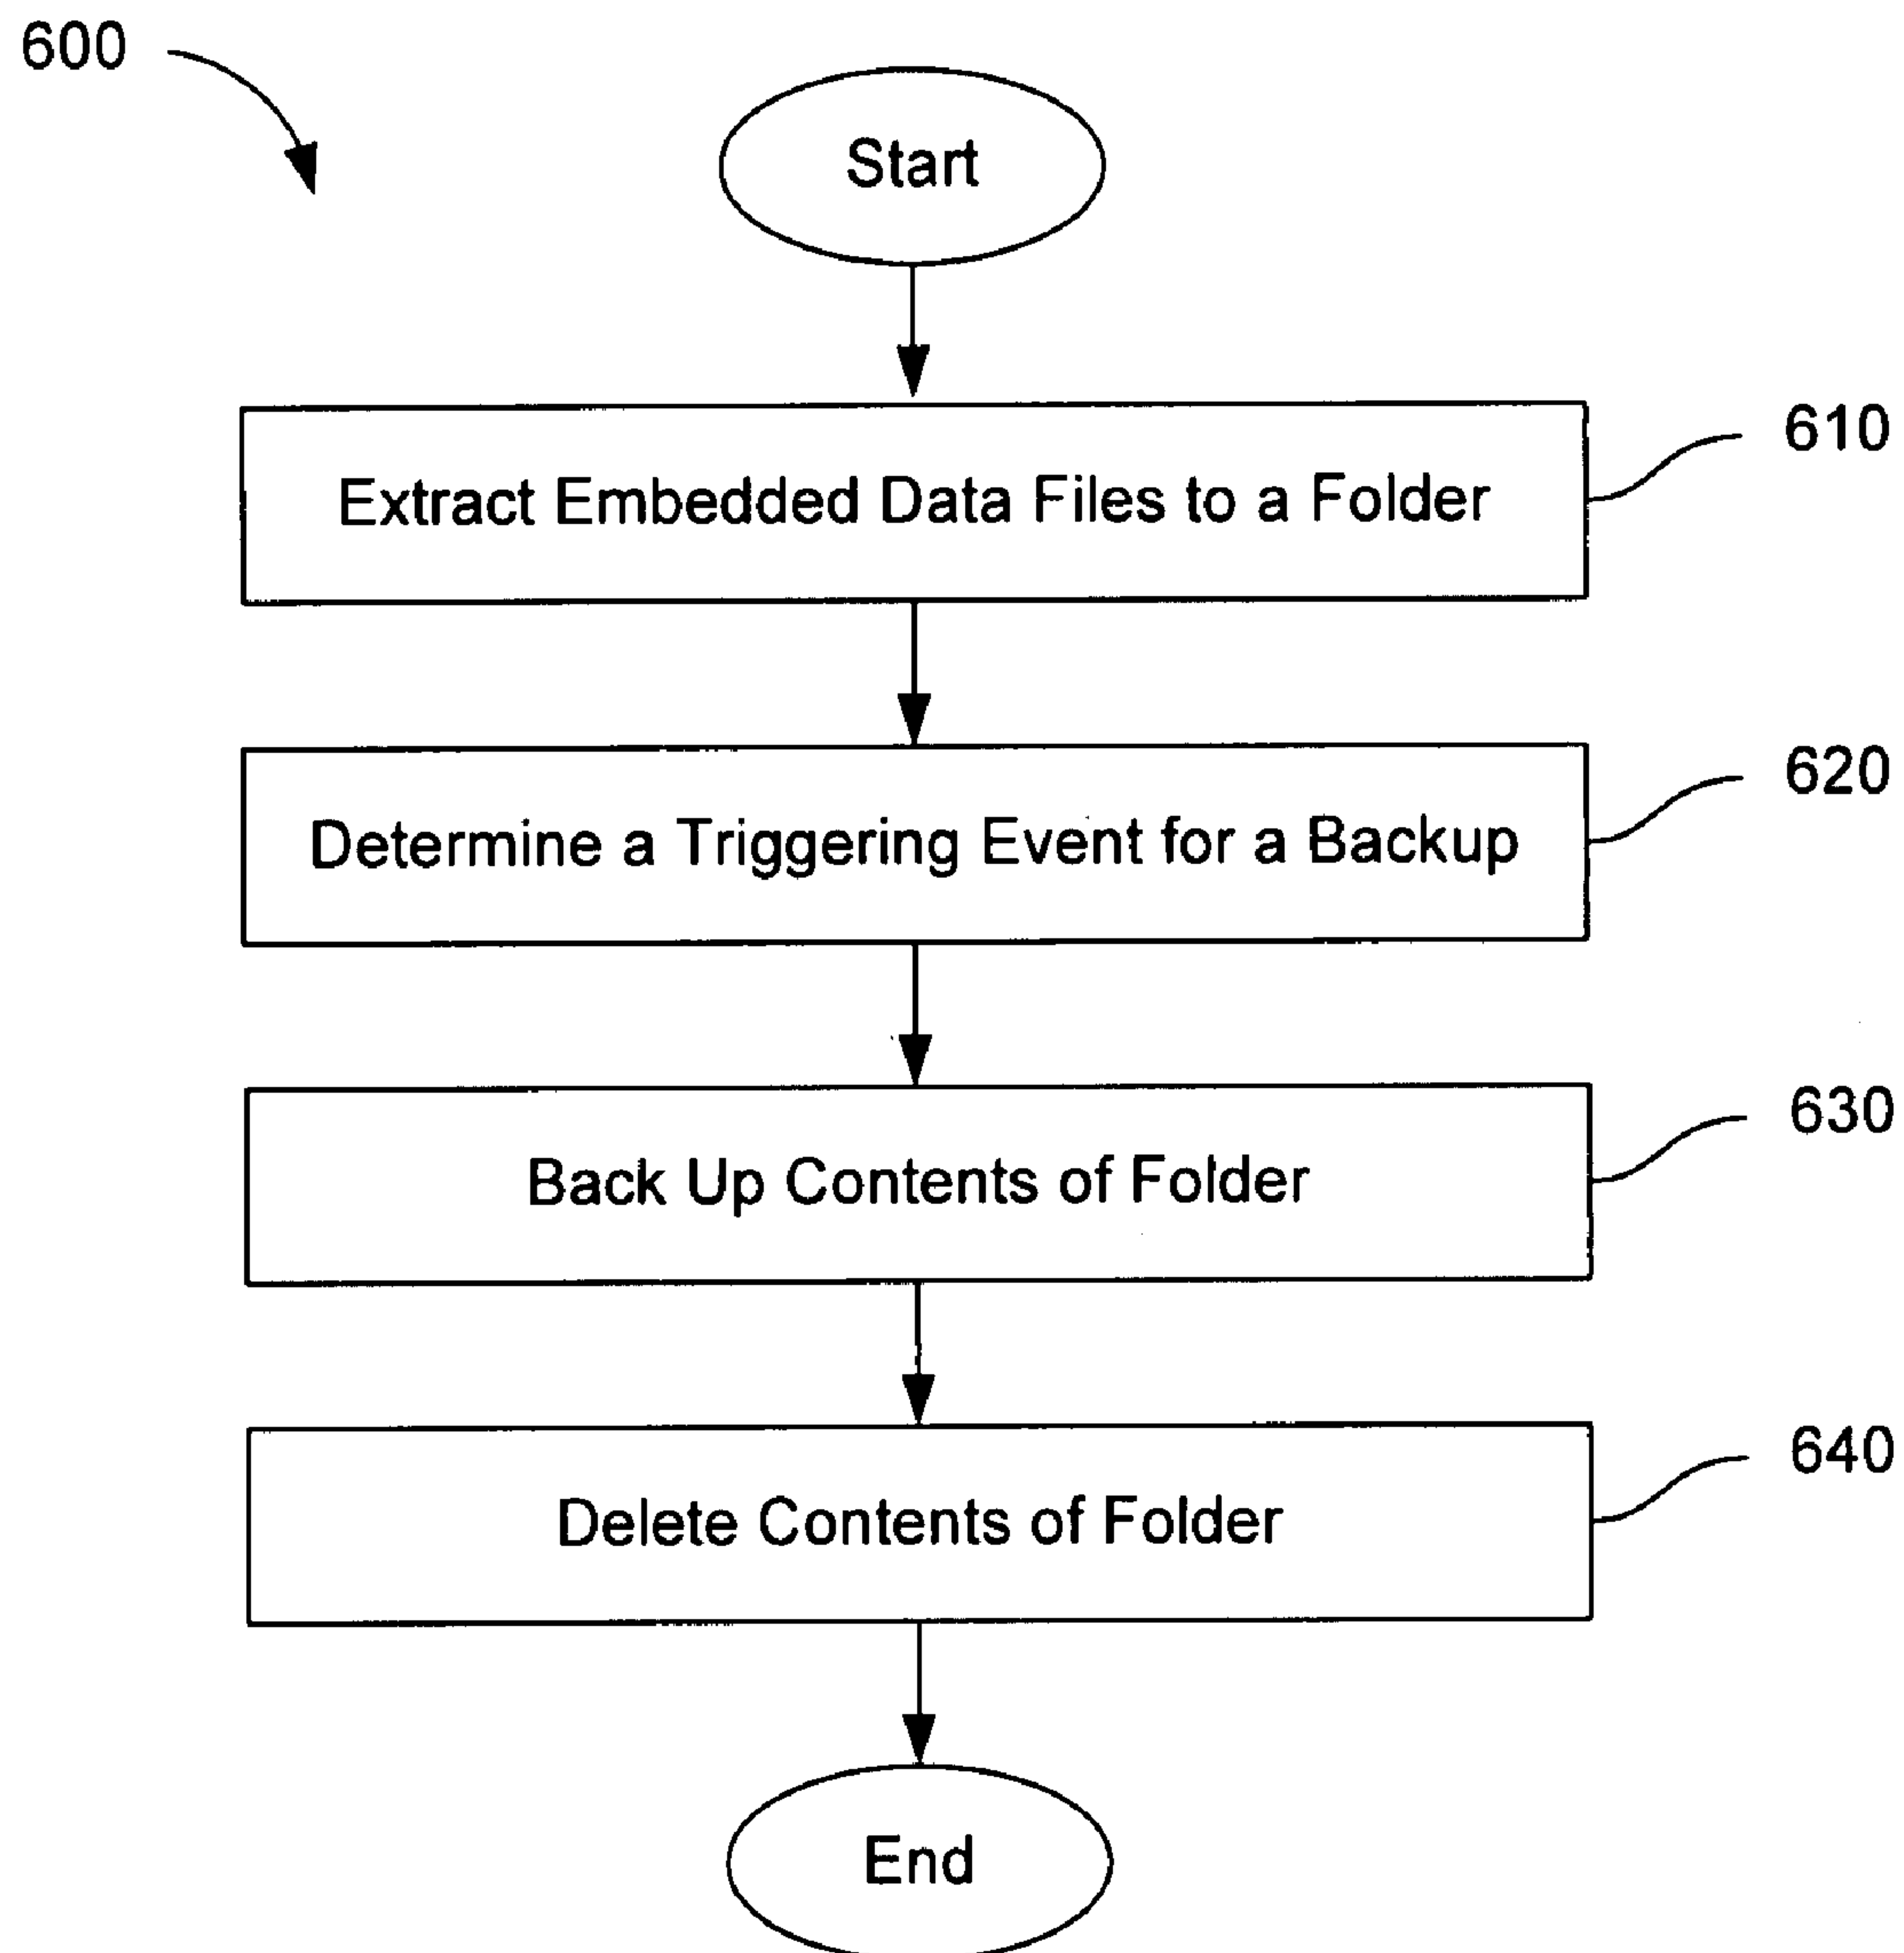 600
Start
Extract Embedded Data Files to a Folder
610
Determine a Triggering Event for a Backup
620
Back Up Contents of Folder
630
Delete Contents of Folder
640
End